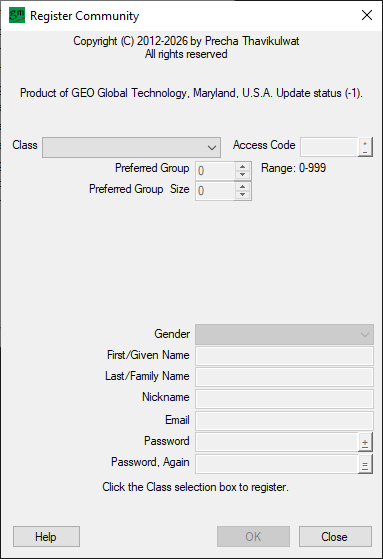 gm Register Community
Copyright (C) 2012-2026 by Precha Thavikulwat
All rights reserved
Product of GEO Global Technology, Maryland, U.S.A. Update status (-1).
Class Access Code *
Preferred Group 0 Range: 0-999
Preferred Group Size 0
Gender
First/Given Name
Last/Family Name
Nickname
Email
Password +
Password, Again =
Click the Class selection box to register.
Help OK Close